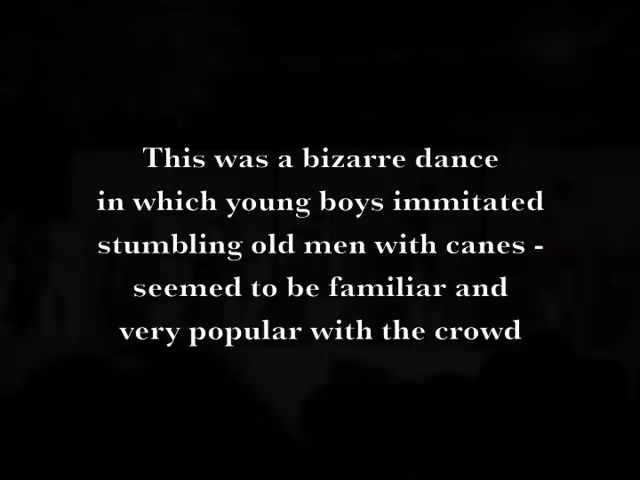 This was a bizarre dance
in which young boys immitated
stumbling old men with canes -
seemed to be familiar and
very popular with the crowd